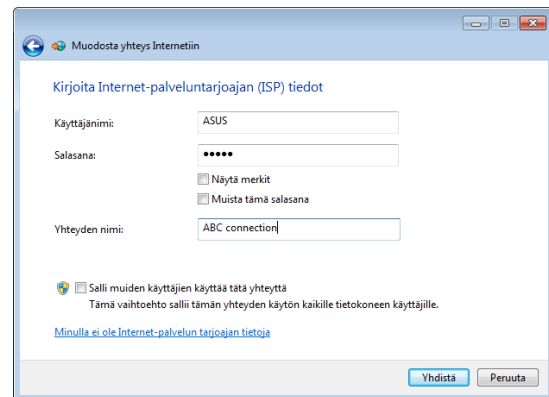 Muodosta yhteys Internetiin
Kirjoita Internet-palveluntarjoajan (ISP) tiedot
Käyttäjänimi: ASUS
Salasana: •••••
Näytä merkit
Muista tämä salasana
Yhteyden nimi: ABC connection
Salli muiden käyttäjien käyttää tätä yhteyttä
Tämä vaihtoehto sallii tämän yhteyden käytön kaikille tietokoneen käyttäjille.
Minulla ei ole Internet-palvelun tarjoajan tietoja
Yhdistä Peruuta